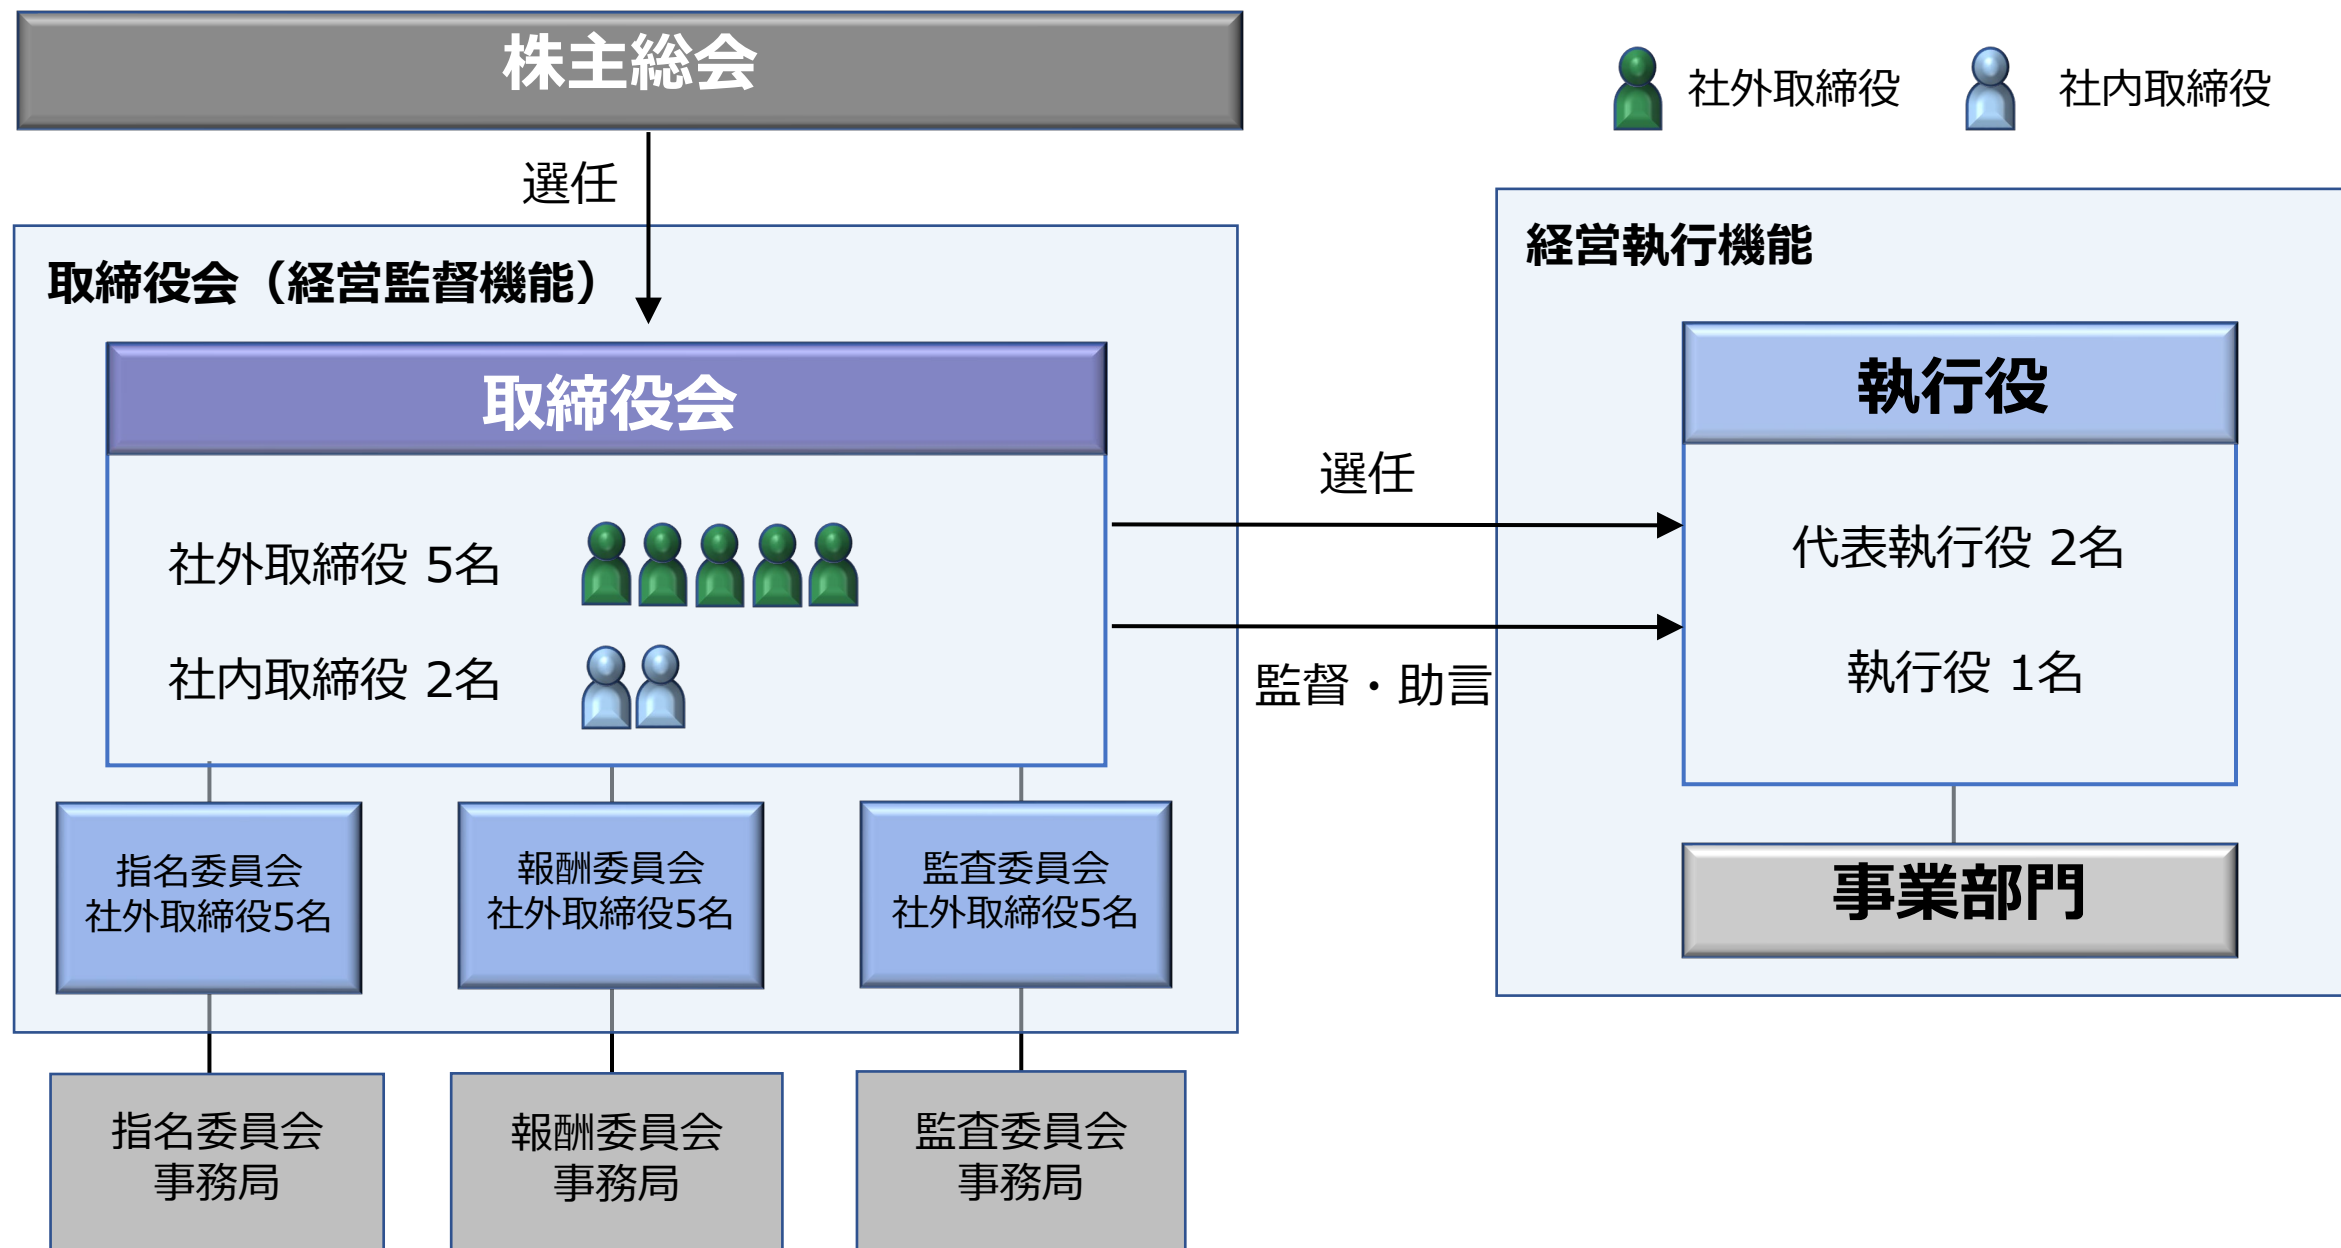 株主総会
社外取締役
社内取締役
選任
取締役会（経営監督機能）
取締役会
社外取締役 5名
社内取締役 2名
指名委員会
社外取締役5名
報酬委員会
社外取締役5名
監査委員会
社外取締役5名
指名委員会
事務局
報酬委員会
事務局
監査委員会
事務局
選任
監督・助言
経営執行機能
執行役
代表執行役 2名
執行役 1名
事業部門